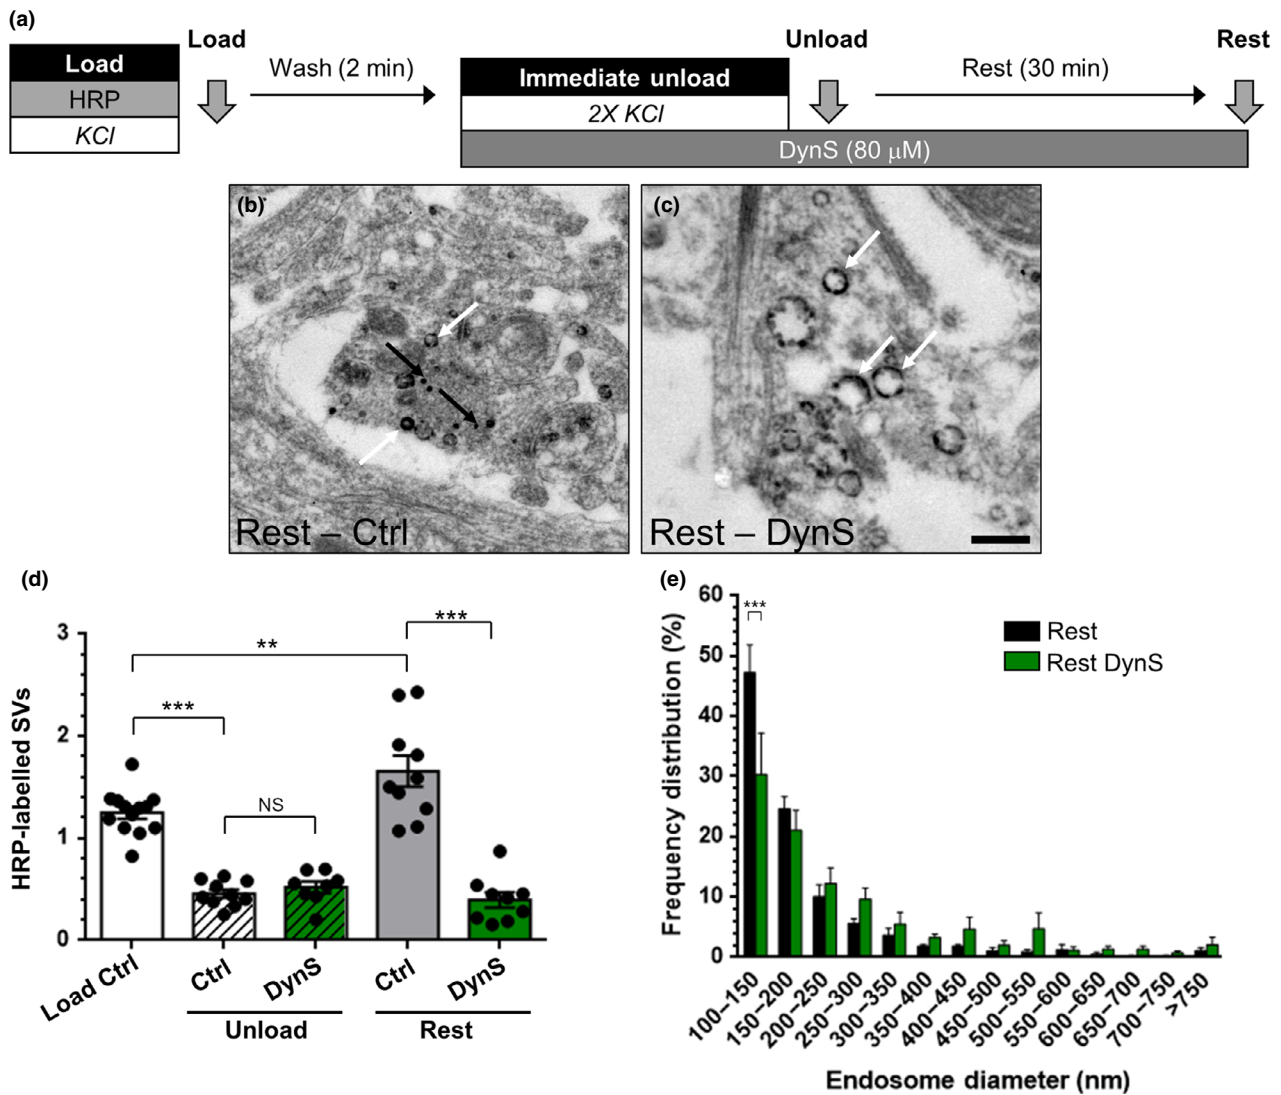 (a)
Load
HRP
KCl
Load
Wash (2 min)
Immediate unload
2X KCl
DynS (80 μM)
Unload
Rest (30 min)
Rest
(b)
Rest – Ctrl
(c)
Rest – DynS
(d)
HRP-labelled SVs
3
2
1
0
***
**
***
NS
Load Ctrl
Ctrl
DynS
Ctrl
DynS
Unload
Rest
(e)
Frequency distribution (%)
60
50
40
30
20
10
0
***
Rest
Rest DynS
100–150
150–200
200–250
250–300
300–350
350–400
400–450
450–500
500–550
550–600
600–650
650–700
700–750
>750
Endosome diameter (nm)